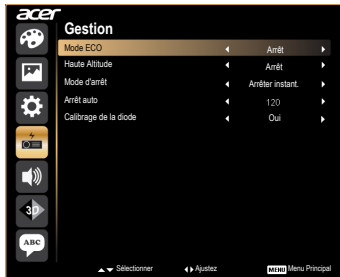 acer
Gestion
Mode ECO Arrêt
Haute Altitude Arrêt
Mode d'arrêt Arrêter instant.
Arrêt auto 120
Calibrage de la diode Oui
3D
ABC
Sélectionner Ajustez MENU Menu Principal